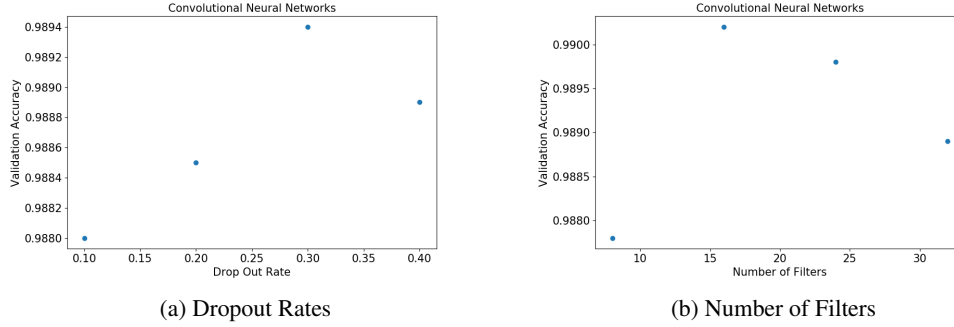 Convolutional Neural Networks
0.9894
0.9892
0.9890
0.9888
0.9886
0.9884
0.9882
0.9880
Validation Accuracy
0.10 0.15 0.20 0.25 0.30 0.35 0.40
Drop Out Rate
(a) Dropout Rates
Convolutional Neural Networks
0.9900
0.9895
0.9890
0.9885
0.9880
Validation Accuracy
10 15 20 25 30
Number of Filters
(b) Number of Filters